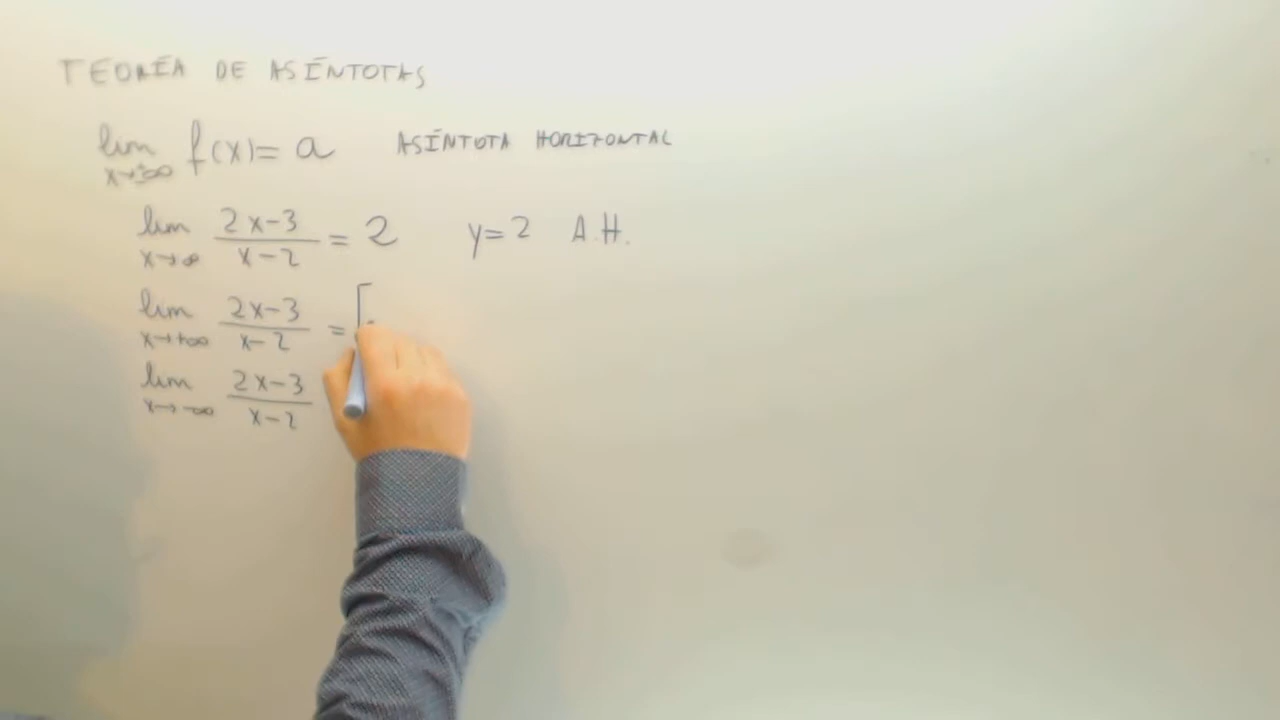 TEORÍA DE ASÍNTOTAS
lim x→±∞ f(x)= a ASÍNTOTA HORIZONTAL
lim x→∞ 2x-3 / x-2 = 2 y=2 A.H.
lim x→+∞ 2x-3 / x-2 = [
lim x→-∞ 2x-3 / x-2